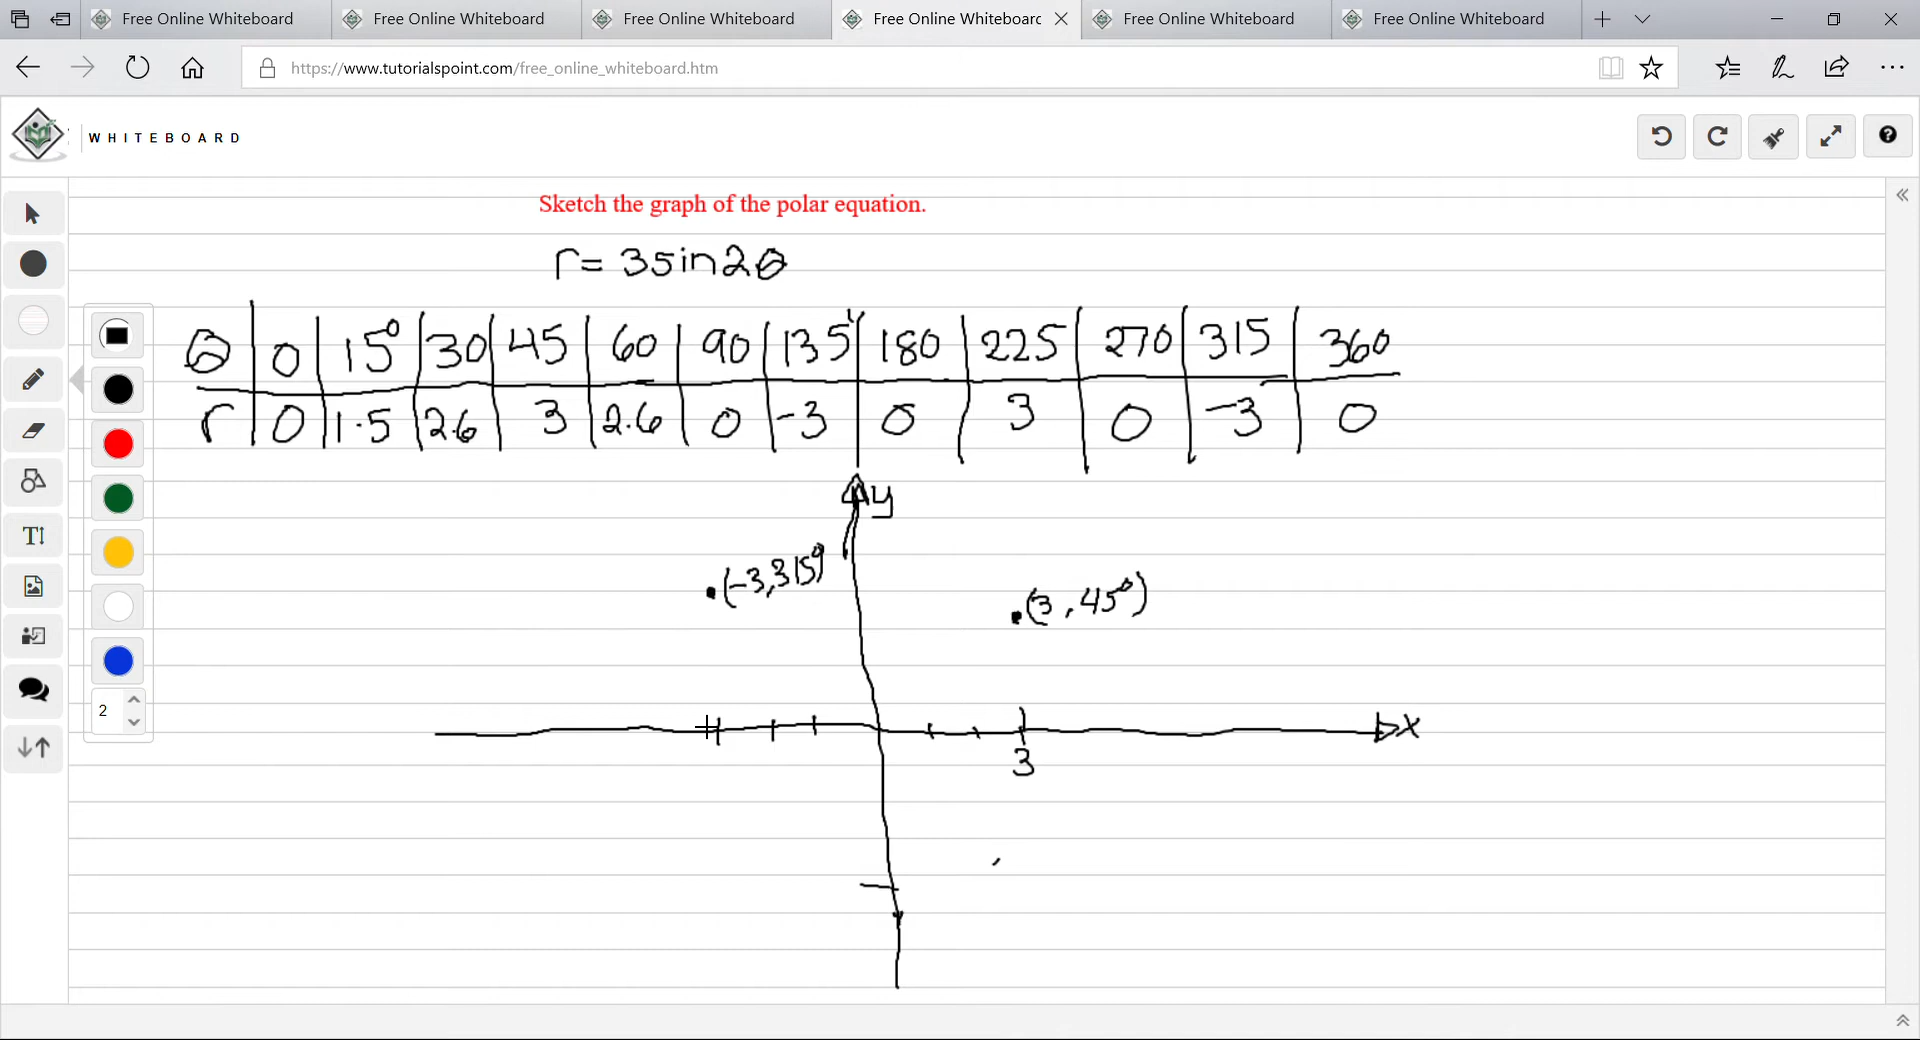 Free Online Whiteboard Free Online Whiteboard Free Online Whiteboard Free Online Whiteboarc Free Online Whiteboard Free Online Whiteboard
https://www.tutorialspoint.com/free_online_whiteboard.htm
WHITEBOARD
Sketch the graph of the polar equation.
r = 3sin2θ
θ 0 15° 30 45 60 90 135 180 225 270 315 360
r 0 1.5 2.6 3 2.6 0 -3 0 3 0 -3 0
y
(-3,315°)
(3,45°)
x
3
T
2
?